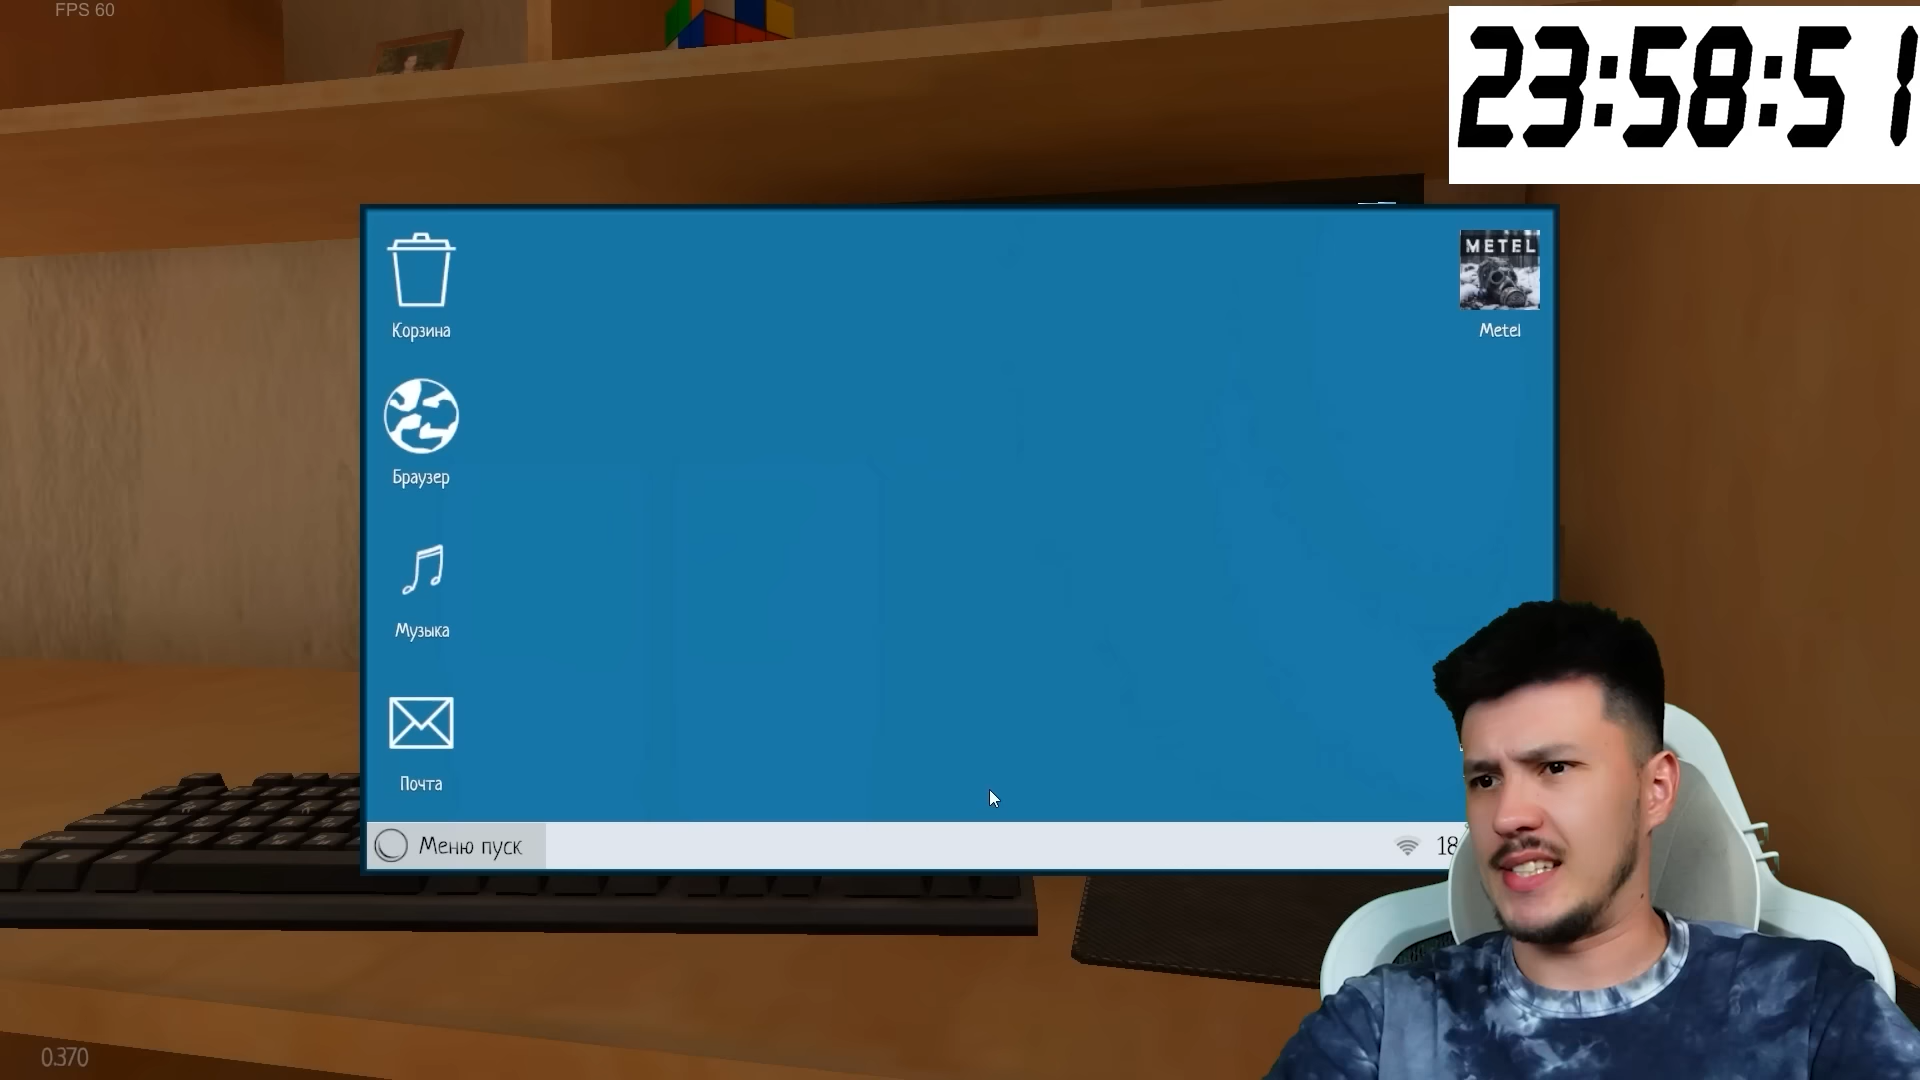 FPS 60
23:58:51
METEL
Корзина
Metel
Браузер
Музыка
Почта
Меню пуск
18
0.370